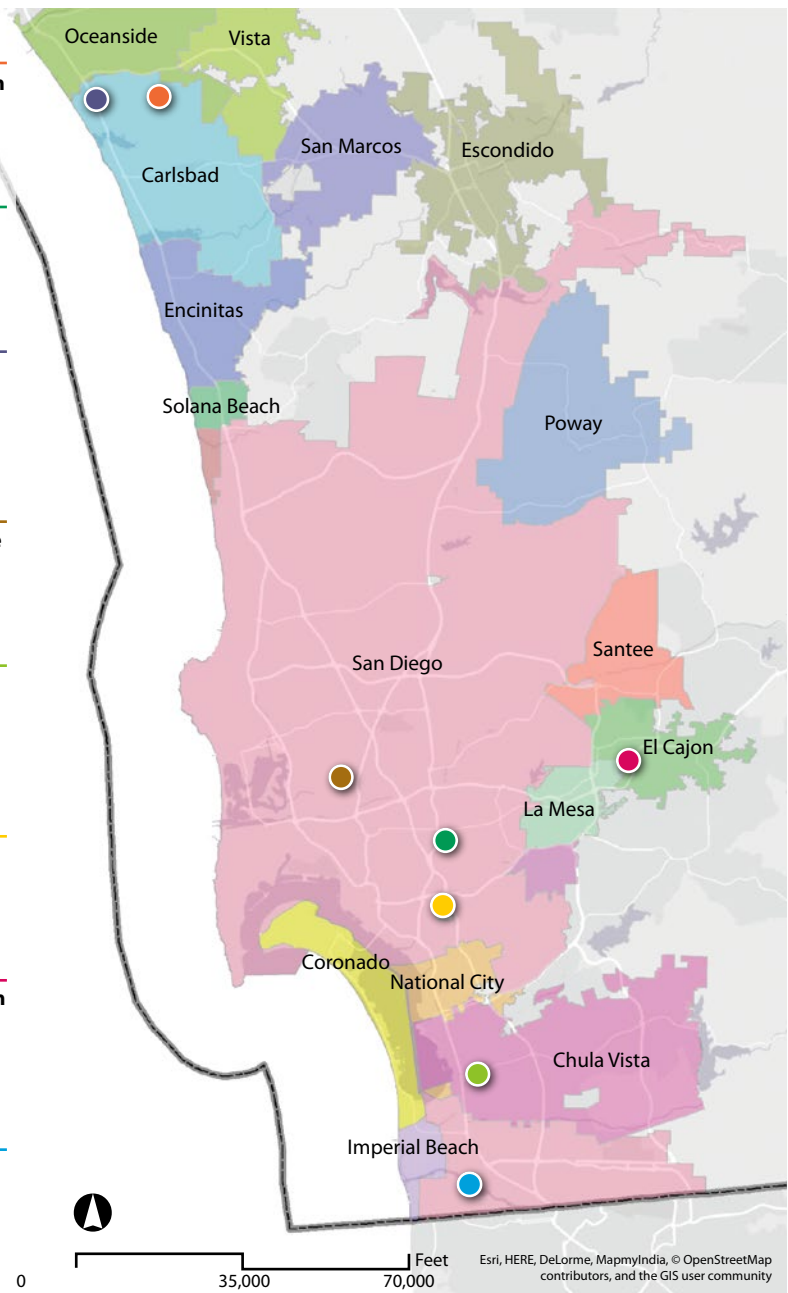 Oceanside
Vista
n
San Marcos
Escondido
Carlsbad
Encinitas
Solana Beach
Poway
e
San Diego
Santee
El Cajon
La Mesa
Coronado
National City
n
Chula Vista
Imperial Beach
Feet
0
35,000
70,000
Esri, HERE, DeLorme, MapmyIndia, © OpenStreetMap
contributors, and the GIS user community